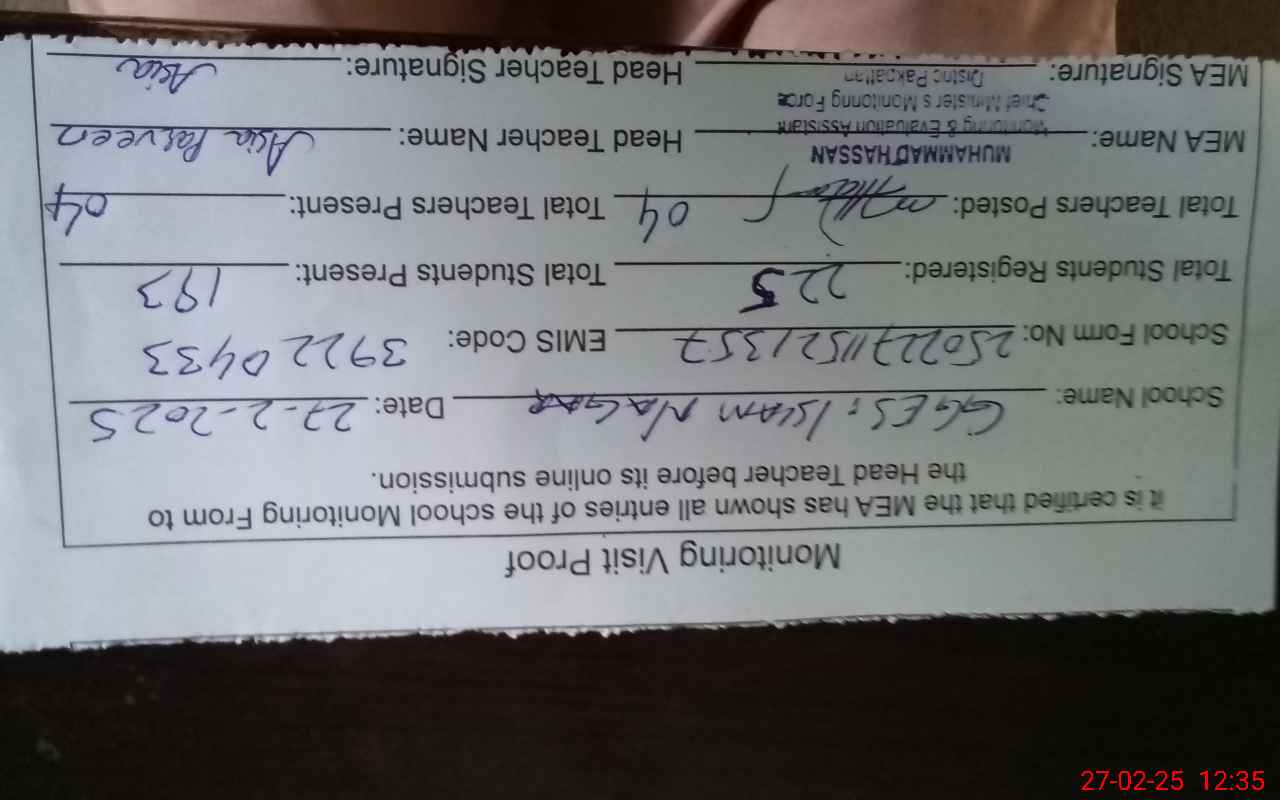 Monitoring Visit Proof
it is certified that the MEA has shown all entries of the school Monitoring From to
the Head Teacher before its online submission.
School Name: GGES. Islam Nagar Date: 27-2-2025
School Form No: 25022711521357 EMIS Code: 39220433
Total Students Registered: 225 Total Students Present: 193
Total Teachers Posted: 04 Total Teachers Present: 04
MEA Name: MUHAMMAD HASSAN Head Teacher Name: Asia Parveen
Monitoring & Evaluation Assistant
Chief Minister's Monitoring Force
District Pakpattan
MEA Signature: Head Teacher Signature: Asia
27-02-25 12:35